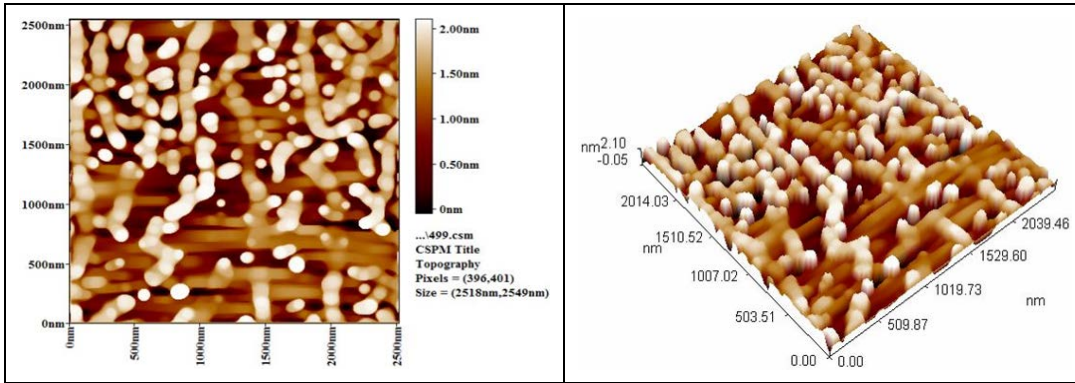 2500nm
2000nm
1500nm
1000nm
500nm
0nm
0nm
500nm
1000nm
1500nm
2000nm
2500nm
2.00nm
1.50nm
1.00nm
0.50nm
0nm
...\499.csm
CSPM Title
Topography
Pixels = (396,401)
Size = (2518nm,2549nm)
nm 2.10
-0.05
2014.03
1510.52
nm
1007.02
503.51
0.00
0.00
509.87
1019.73
nm
1529.60
2039.46